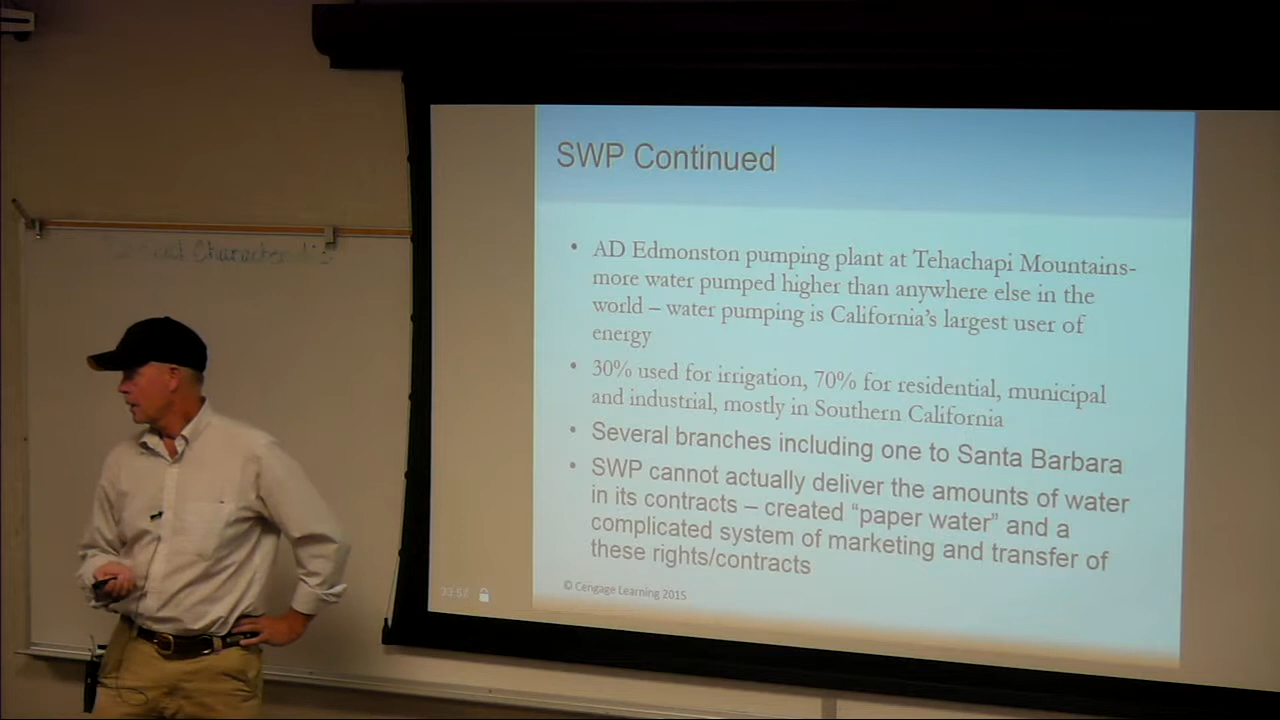 Character
SWP Continued
• AD Edmonston pumping plant at Tehachapi Mountains-
more water pumped higher than anywhere else in the
world – water pumping is California's largest user of
energy
• 30% used for irrigation, 70% for residential, municipal
and industrial, mostly in Southern California
• Several branches including one to Santa Barbara
• SWP cannot actually deliver the amounts of water
in its contracts – created "paper water" and a
complicated system of marketing and transfer of
these rights/contracts
© Cengage Learning 2015